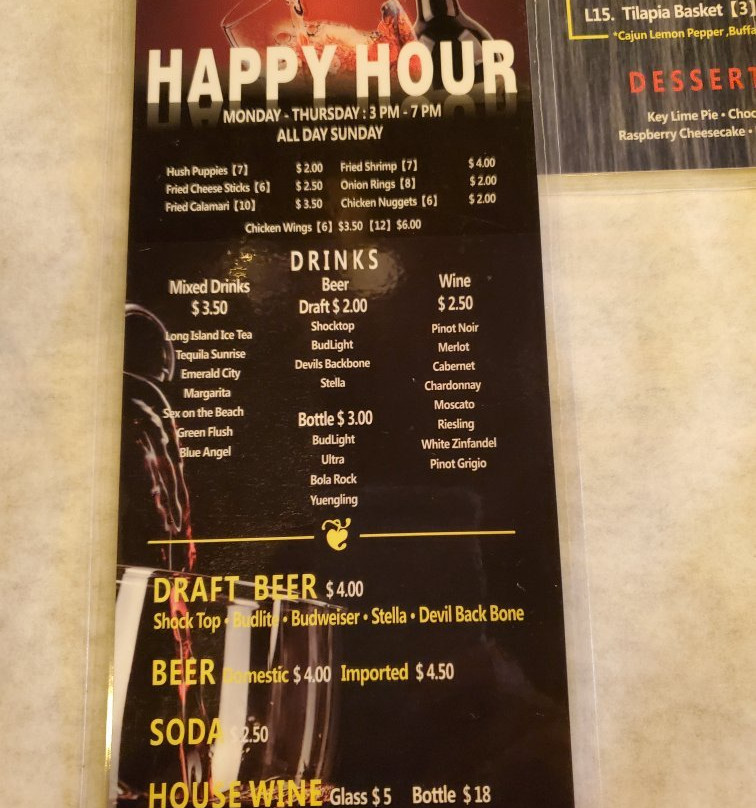 HAPPY HOUR
MONDAY - THURSDAY : 3 PM - 7 PM
ALL DAY SUNDAY
Hush Puppies [7] $2.00 Fried Shrimp [7] $4.00
Fried Cheese Sticks [6] $2.50 Onion Rings [8] $2.00
Fried Calamari [10] $3.50 Chicken Nuggets [6] $2.00
Chicken Wings [6] $3.50 [12] $6.00
DRINKS
Mixed Drinks
$3.50
Long Island Ice Tea
Tequila Sunrise
Emerald City
Margarita
Sex on the Beach
Green Flush
Blue Angel
Beer
Draft $2.00
Shocktop
BudLight
Devils Backbone
Stella
Bottle $3.00
BudLight
Ultra
Bola Rock
Yuengling
Wine
$2.50
Pinot Noir
Merlot
Cabernet
Chardonnay
Moscato
Riesling
White Zinfandel
Pinot Grigio
DRAFT BEER $4.00
Shock Top • Budlite • Budweiser • Stella • Devil Back Bone
BEER Domestic $4.00 Imported $4.50
SODA $2.50
HOUSE WINE Glass $5 Bottle $18
L15. Tilapia Basket [3]
*Cajun Lemon Pepper ,Buffa
DESSERT
Key Lime Pie • Choc
Raspberry Cheesecake •